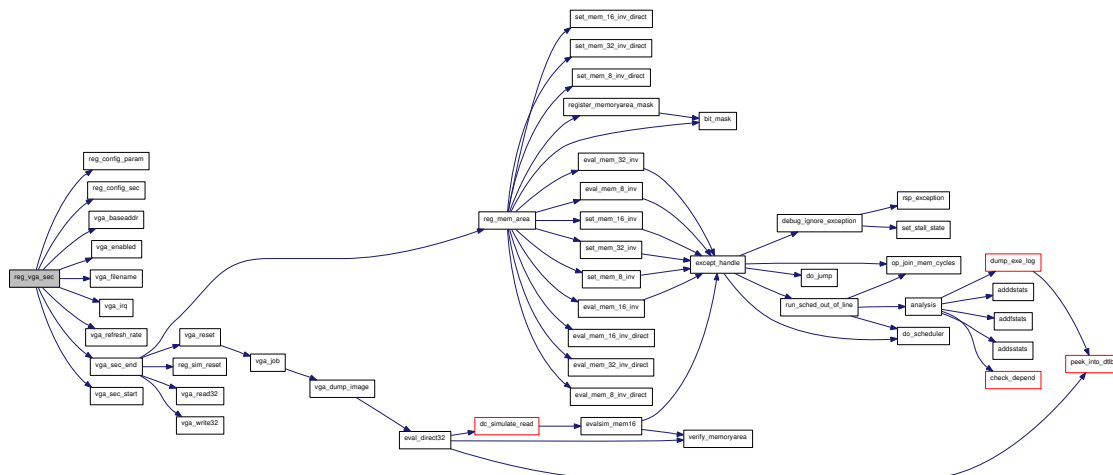 reg_vga_sec
reg_config_param
reg_config_sec
vga_baseaddr
vga_enabled
vga_filename
vga_irq
vga_refresh_rate
vga_sec_end
vga_sec_start
vga_reset
reg_sim_reset
vga_read32
vga_write32
vga_job
vga_dump_image
eval_direct32
reg_mem_area
dc_simulate_read
set_mem_16_inv_direct
set_mem_32_inv_direct
set_mem_8_inv_direct
register_memoryarea_mask
eval_mem_32_inv
eval_mem_8_inv
set_mem_16_inv
set_mem_32_inv
set_mem_8_inv
eval_mem_16_inv
eval_mem_16_inv_direct
eval_mem_32_inv_direct
eval_mem_8_inv_direct
evalsim_mem16
bit_mask
except_handle
verify_memoryarea
debug_ignore_exception
do_jump
run_sched_out_of_line
rsp_exception
set_stall_state
op_join_mem_cycles
analysis
do_scheduler
dump_exe_log
adddstats
addfstats
addsstats
check_depend
peek_into_dtlb